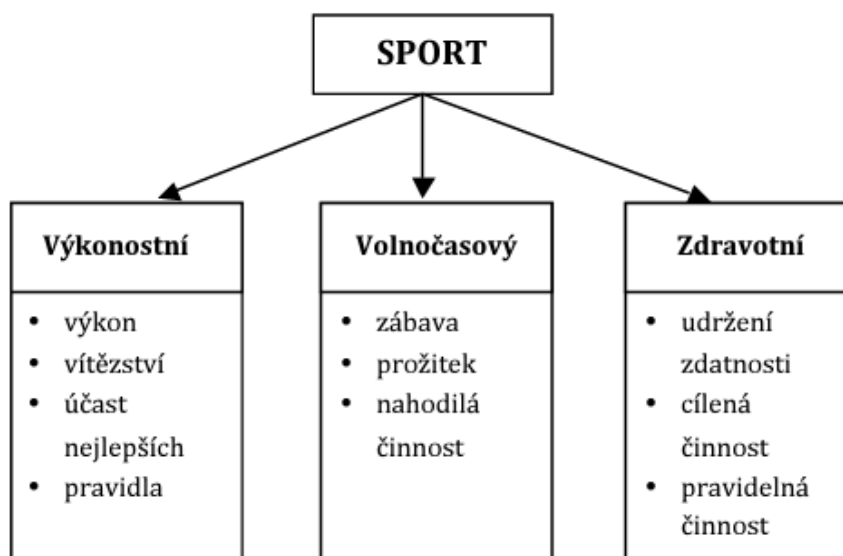 SPORT
Výkonostní
• výkon
• vítězství
• účast
nejlepších
• pravidla
Volnočasový
• zábava
• prožitek
• nahodilá
činnost
Zdravotní
• udržení
zdatnosti
• cílená
činnost
• pravidelná
činnost